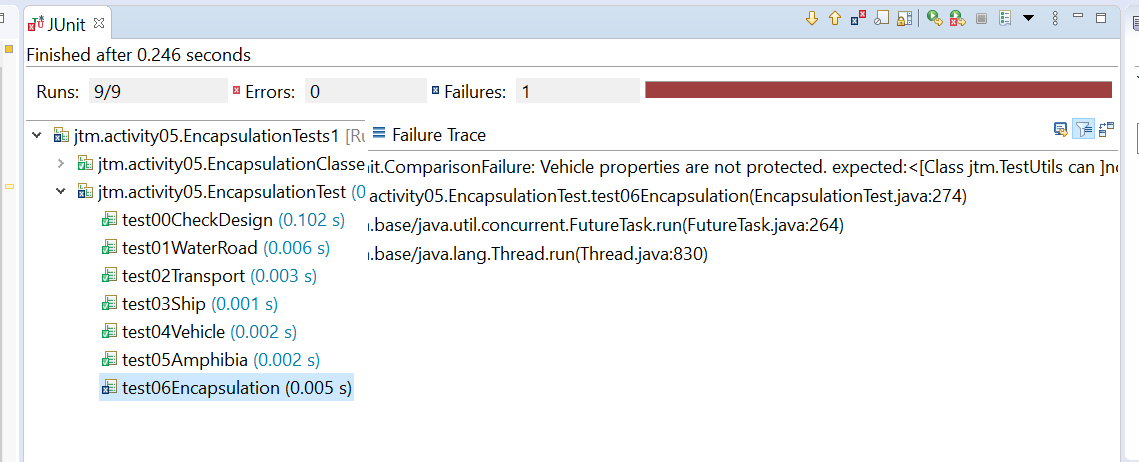 JUnit
Finished after 0.246 seconds
Runs: 9/9 Errors: 0 Failures: 1
jtm.activity05.EncapsulationTests1 [Ru
Failure Trace
jtm.activity05.EncapsulationClasse
nit.ComparisonFailure: Vehicle properties are not protected. expected:<[Class jtm.TestUtils can ]no
jtm.activity05.EncapsulationTest (0
activity05.EncapsulationTest.test06Encapsulation(EncapsulationTest.java:274)
test00CheckDesign (0.102 s)
a.base/java.util.concurrent.FutureTask.run(FutureTask.java:264)
test01WaterRoad (0.006 s)
a.base/java.lang.Thread.run(Thread.java:830)
test02Transport (0.003 s)
test03Ship (0.001 s)
test04Vehicle (0.002 s)
test05Amphibia (0.002 s)
test06Encapsulation (0.005 s)